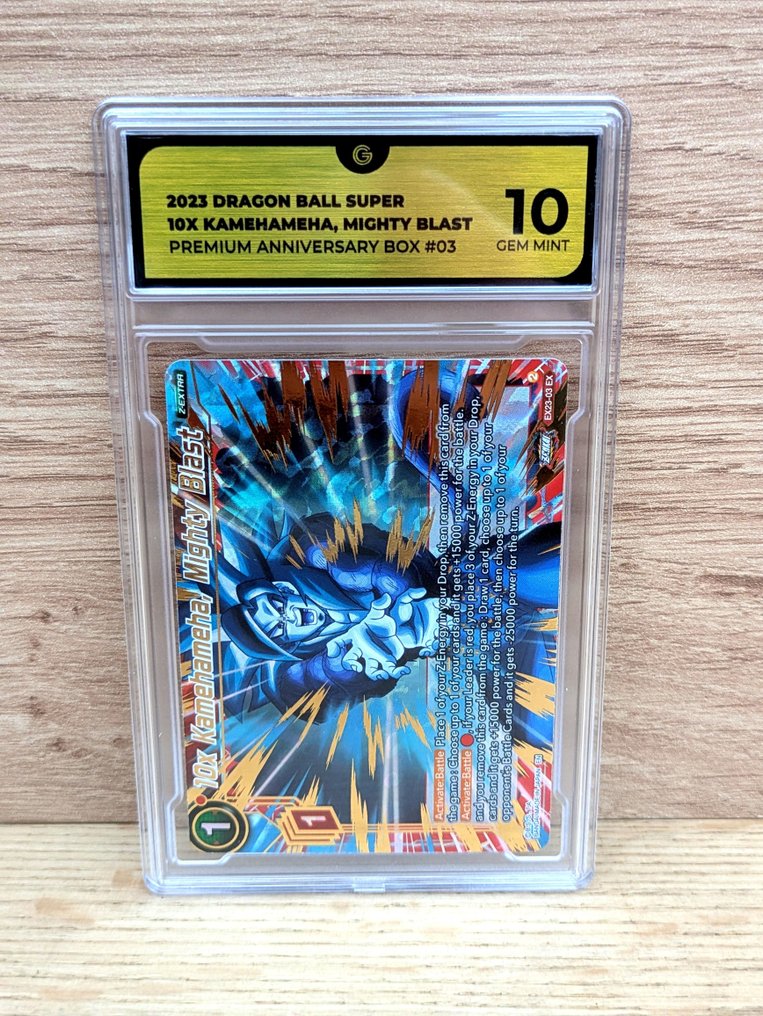 G
2023 DRAGON BALL SUPER
10X KAMEHAMEHA, MIGHTY BLAST
PREMIUM ANNIVERSARY BOX #03
10
GEM MINT
Z-EXTRA
10x Kamehameha, Mighty Blast
1
1
Activate:Battle Place 1 of your Z-Energy in your Drop, then remove this card from
the game : Choose up to 1 of your cards and it gets +15000 power for the battle.
Activate:Battle , if your Leader is red, you place 3 of your Z-Energy in your Drop,
and you remove this card from the game : Draw 1 card, choose up to 1 of your
cards and it gets +15000 power for the battle, then choose up to 1 of your
opponent's Battle Cards and it gets -25000 power for the turn.
EX23-03 EX